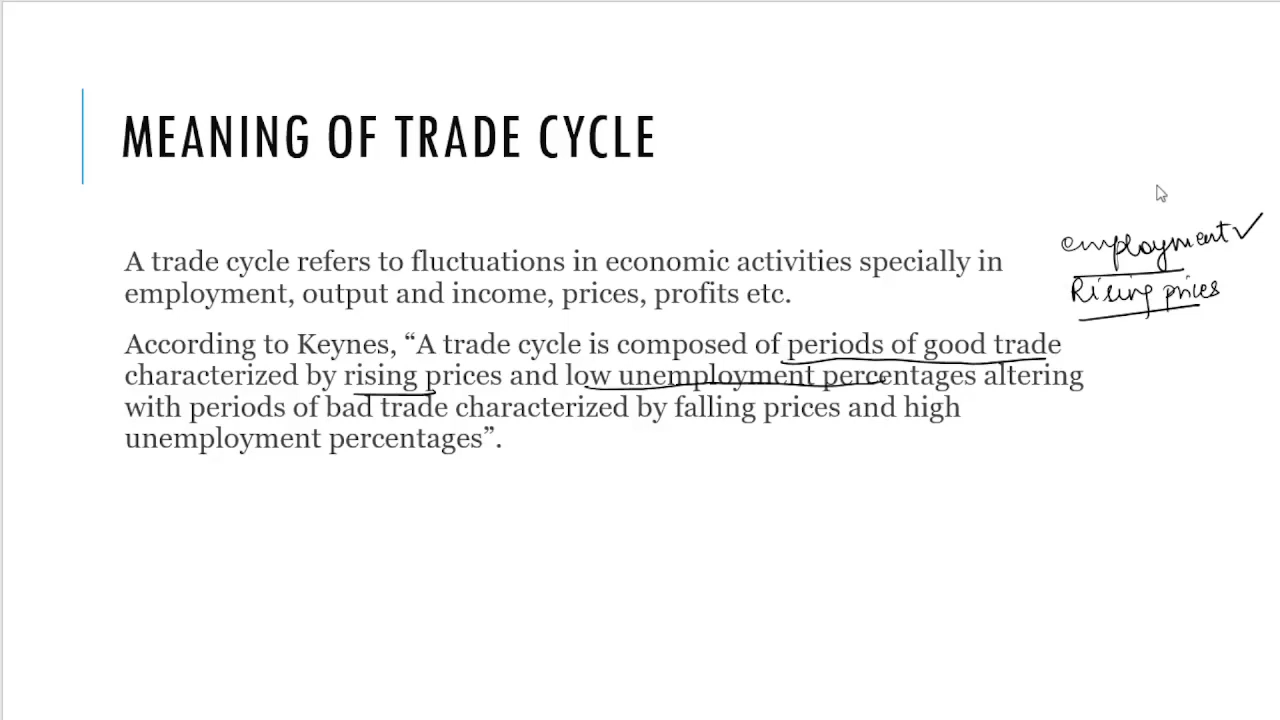 MEANING OF TRADE CYCLE
employment✓
Rising prices
A trade cycle refers to fluctuations in economic activities specially in
employment, output and income, prices, profits etc.
According to Keynes, “A trade cycle is composed of periods of good trade
characterized by rising prices and low unemployment percentages altering
with periods of bad trade characterized by falling prices and high
unemployment percentages”.